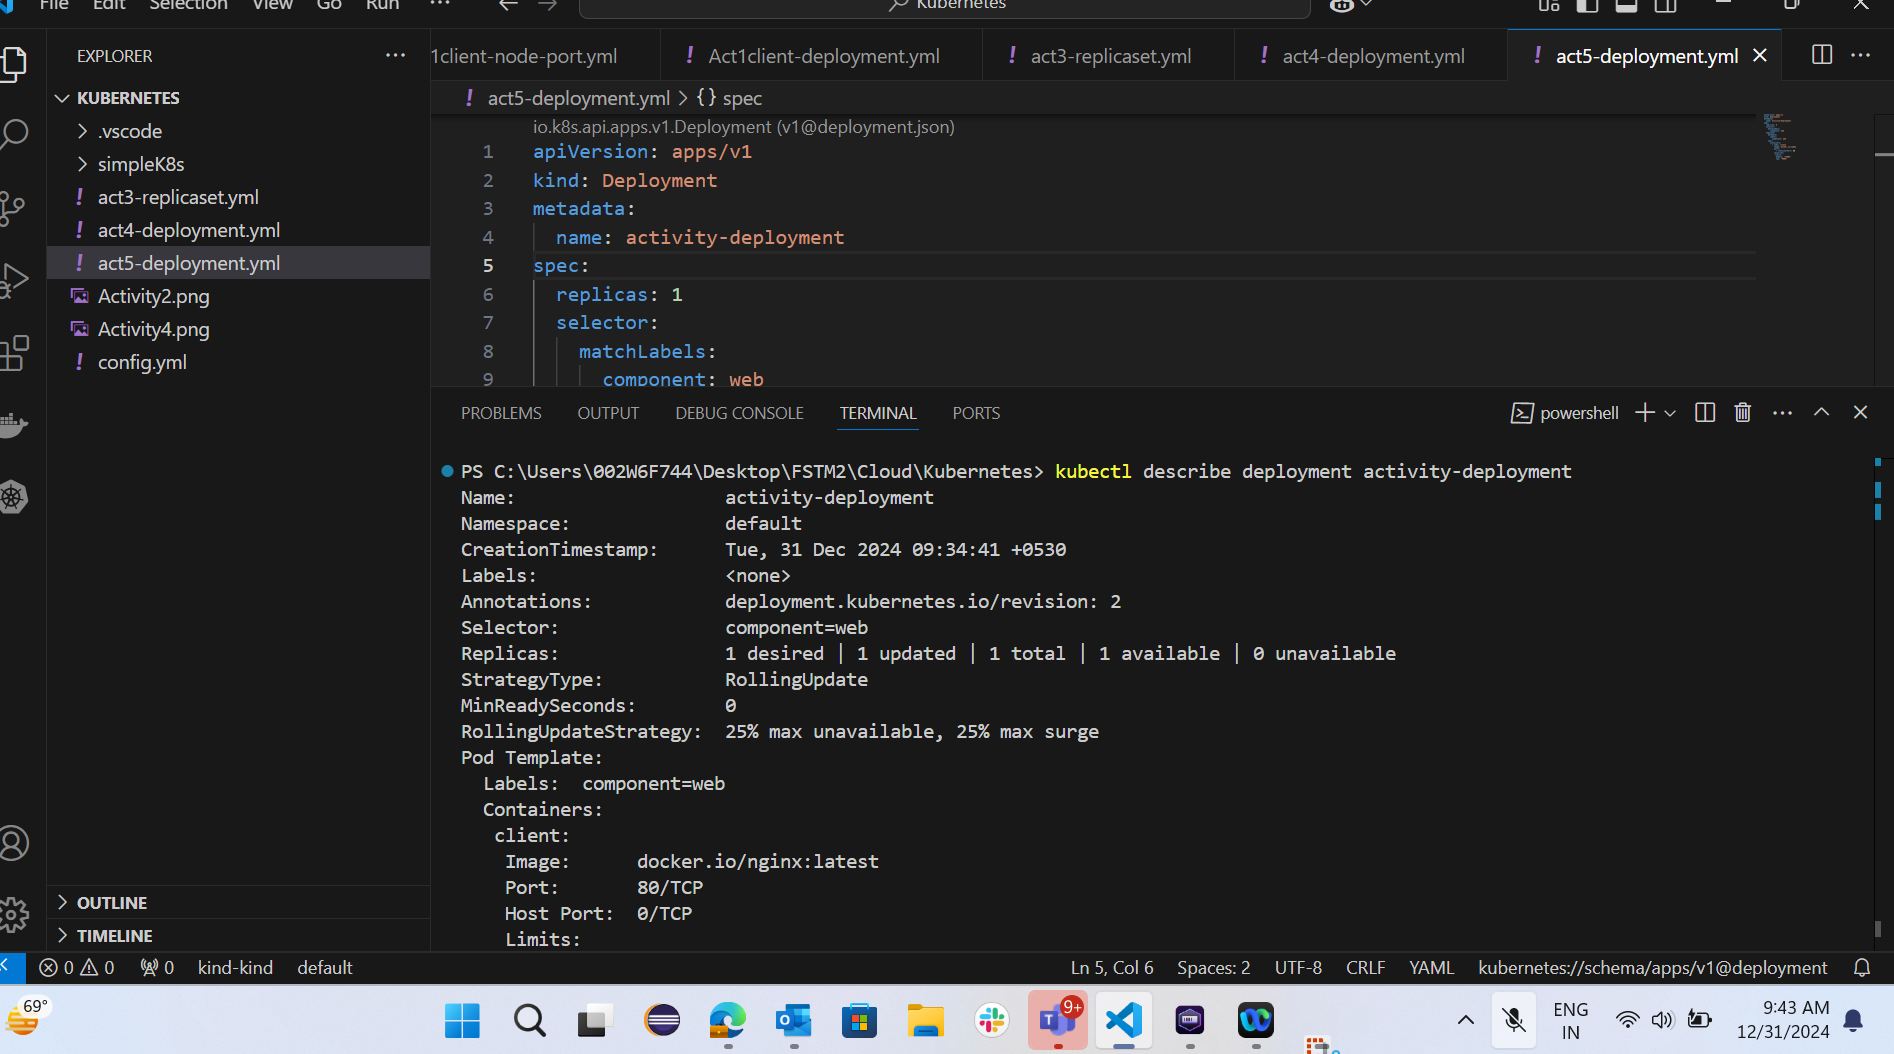 File Edit Selection View Go Run ··· Kubernetes
EXPLORER ···
1client-node-port.yml ! Act1client-deployment.yml ! act3-replicaset.yml ! act4-deployment.yml ! act5-deployment.yml
KUBERNETES
.vscode
simpleK8s
! act3-replicaset.yml
! act4-deployment.yml
! act5-deployment.yml
Activity2.png
Activity4.png
! config.yml
OUTLINE
TIMELINE
! act5-deployment.yml > {} spec
io.k8s.api.apps.v1.Deployment (v1@deployment.json)
1 apiVersion: apps/v1
2 kind: Deployment
3 metadata:
4 name: activity-deployment
5 spec:
6 replicas: 1
7 selector:
8 matchLabels:
9 component: web
PROBLEMS OUTPUT DEBUG CONSOLE TERMINAL PORTS powershell
PS C:\Users\002W6F744\Desktop\FSTM2\Cloud\Kubernetes> kubectl describe deployment activity-deployment
Name: activity-deployment
Namespace: default
CreationTimestamp: Tue, 31 Dec 2024 09:34:41 +0530
Labels: <none>
Annotations: deployment.kubernetes.io/revision: 2
Selector: component=web
Replicas: 1 desired | 1 updated | 1 total | 1 available | 0 unavailable
StrategyType: RollingUpdate
MinReadySeconds: 0
RollingUpdateStrategy: 25% max unavailable, 25% max surge
Pod Template:
Labels: component=web
Containers:
client:
Image: docker.io/nginx:latest
Port: 80/TCP
Host Port: 0/TCP
Limits:
0 0 0 kind-kind default Ln 5, Col 6 Spaces: 2 UTF-8 CRLF YAML kubernetes://schema/apps/v1@deployment
69° 9+ ENG 9:43 AM
IN 12/31/2024